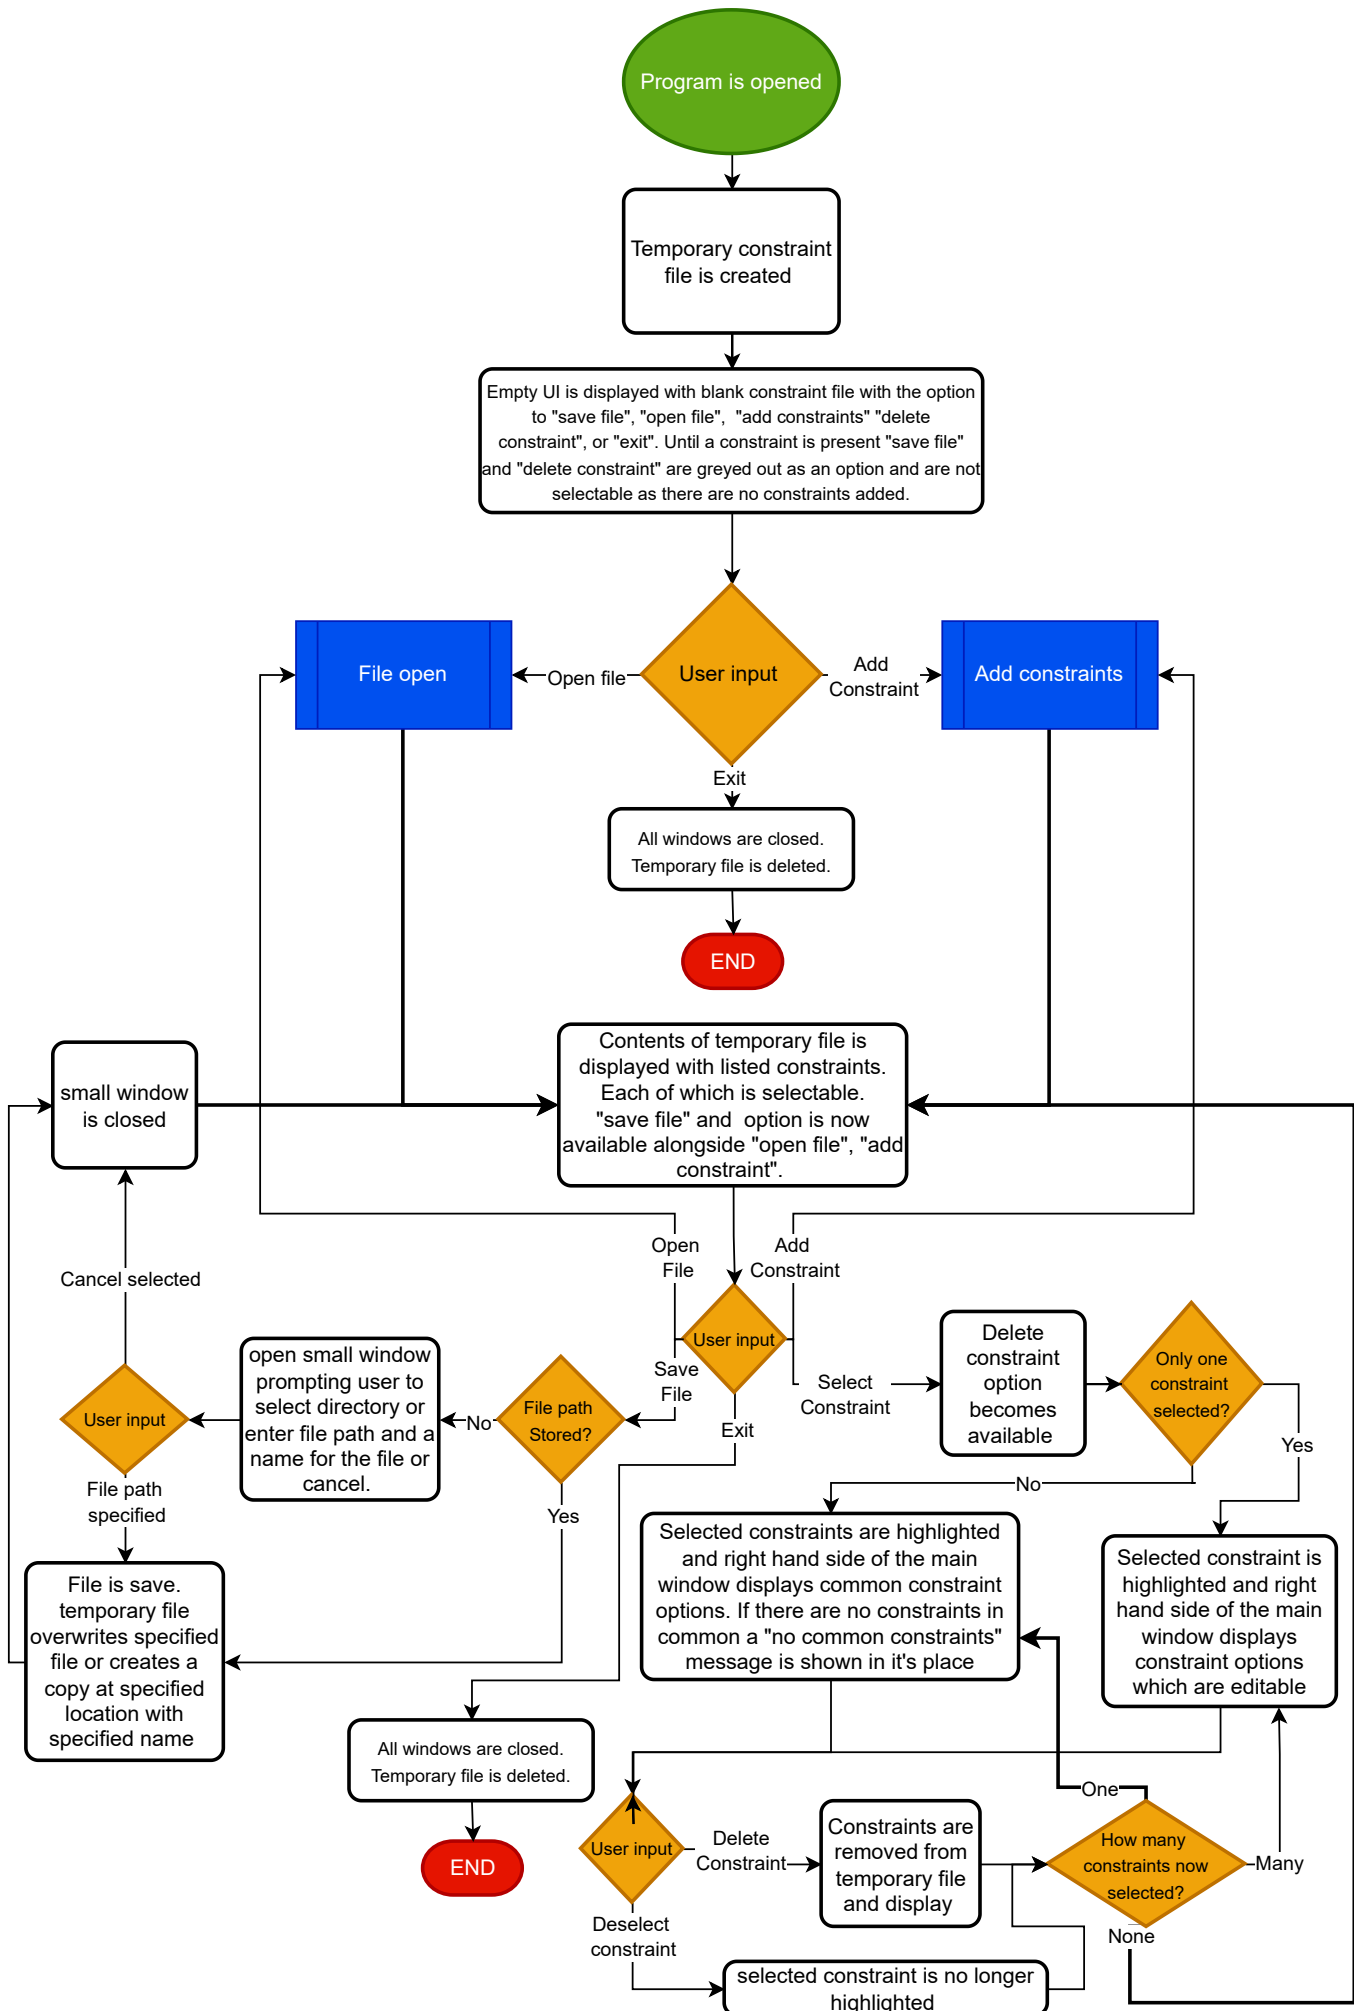 Program is opened
Temporary constraint
file is created
Empty UI is displayed with blank constraint file with the option
to "save file", "open file",  "add constraints" "delete
constraint", or "exit". Until a constraint is present "save file"
and "delete constraint" are greyed out as an option and are not
selectable as there are no constraints added.
File open
Open file
User input
Add
Constraint
Add constraints
Exit
All windows are closed.
Temporary file is deleted.
END
small window
is closed
Contents of temporary file is
displayed with listed constraints.
Each of which is selectable.
"save file" and  option is now
available alongside "open file", "add
constraint".
Open
File
Add
Constraint
Cancel selected
User input
Save
File
Exit
Select
Constraint
Delete
constraint
option
becomes
available
Only one
constraint
selected?
Yes
No
open small window
prompting user to
select directory or
enter file path and a
name for the file or
cancel.
File path
Stored?
No
User input
File path
specified
Yes
File is save.
temporary file
overwrites specified
file or creates a
copy at specified
location with
specified name
Selected constraints are highlighted
and right hand side of the main
window displays common constraint
options. If there are no constraints in
common a "no common constraints"
message is shown in it's place
Selected constraint is
highlighted and right
hand side of the main
window displays
constraint options
which are editable
All windows are closed.
Temporary file is deleted.
END
User input
Delete
Constraint
Constraints are
removed from
temporary file
and display
One
How many
constraints now
selected?
Many
None
Deselect
constraint
selected constraint is no longer
highlighted